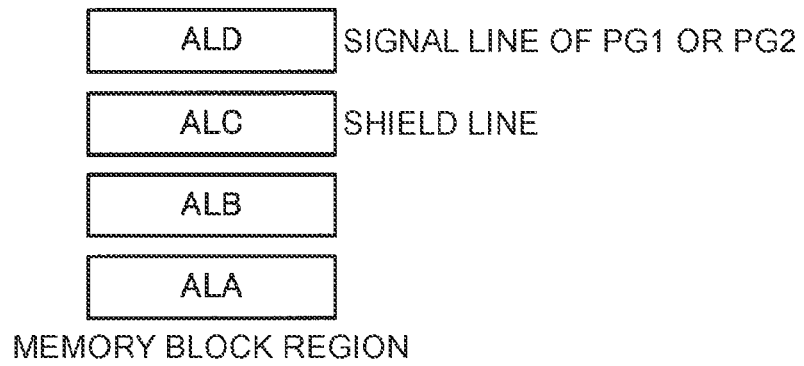 ALD SIGNAL LINE OF PG1 OR PG2
ALC SHIELD LINE
ALB
ALA
MEMORY BLOCK REGION